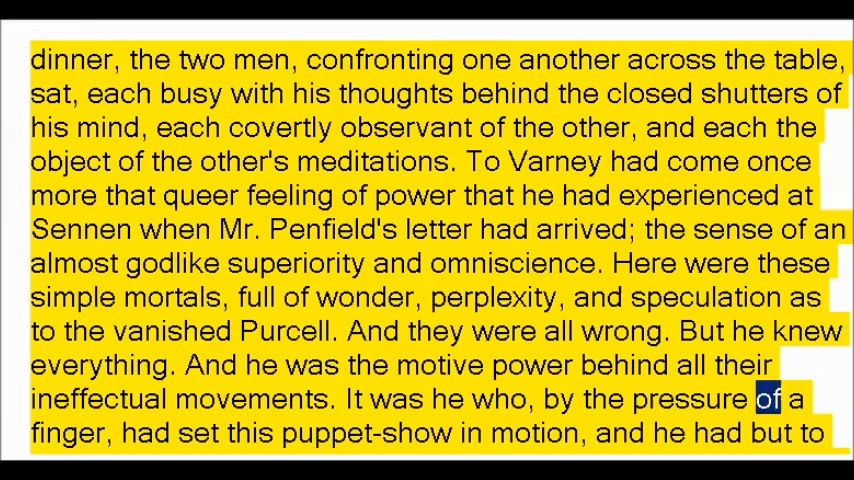 dinner, the two men, confronting one another across the table,
sat, each busy with his thoughts behind the closed shutters of
his mind, each covertly observant of the other, and each the
object of the other's meditations. To Varney had come once
more that queer feeling of power that he had experienced at
Sennen when Mr. Penfield's letter had arrived; the sense of an
almost godlike superiority and omniscience. Here were these
simple mortals, full of wonder, perplexity, and speculation as
to the vanished Purcell. And they were all wrong. But he knew
everything. And he was the motive power behind all their
ineffectual movements. It was he who, by the pressure of a
finger, had set this puppet-show in motion, and he had but to